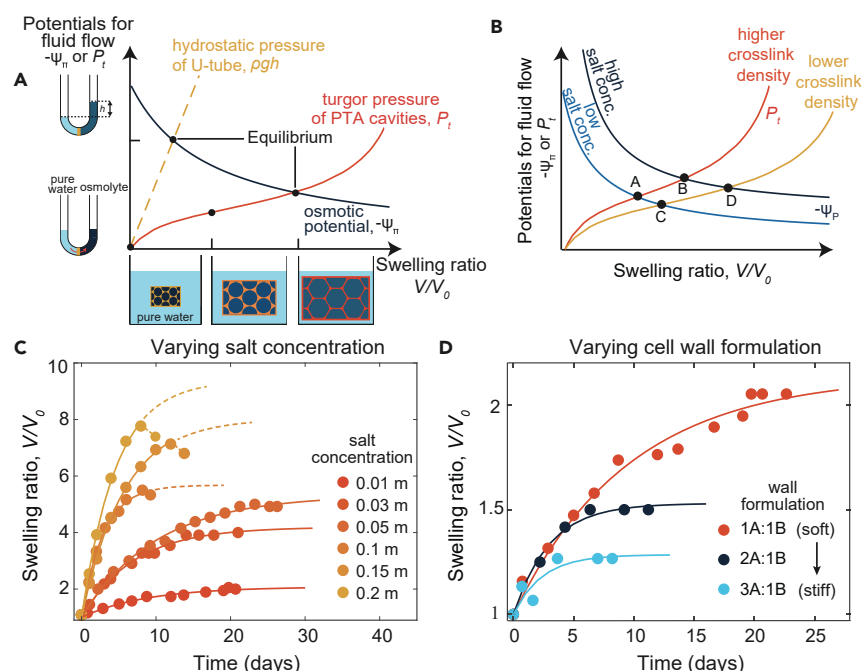 A
Potentials for
fluid flow
-Ψπ or Pt
h
pure
water
osmolyte
hydrostatic pressure
of U-tube, ρgh
turgor pressure
of PTA cavities, Pt
Equilibrium
osmotic
potential, -Ψπ
Swelling ratio
V/V0
pure water
B
Potentials for fluid flow
-Ψπ or Pt
high
salt conc.
low
salt conc.
higher
crosslink
density
Pt
lower
crosslink
density
A
B
C
D
-ΨP
Swelling ratio, V/V0
C
Varying salt concentration
Swelling ratio, V/V0
10
8
6
4
2
0
10
20
30
40
Time (days)
salt
concentration
0.01 m
0.03 m
0.05 m
0.1 m
0.15 m
0.2 m
D
Varying cell wall formulation
Swelling ratio, V/V0
2
1.5
1
0
5
10
15
20
25
Time (days)
wall
formulation
1A:1B (soft)
2A:1B
3A:1B (stiff)